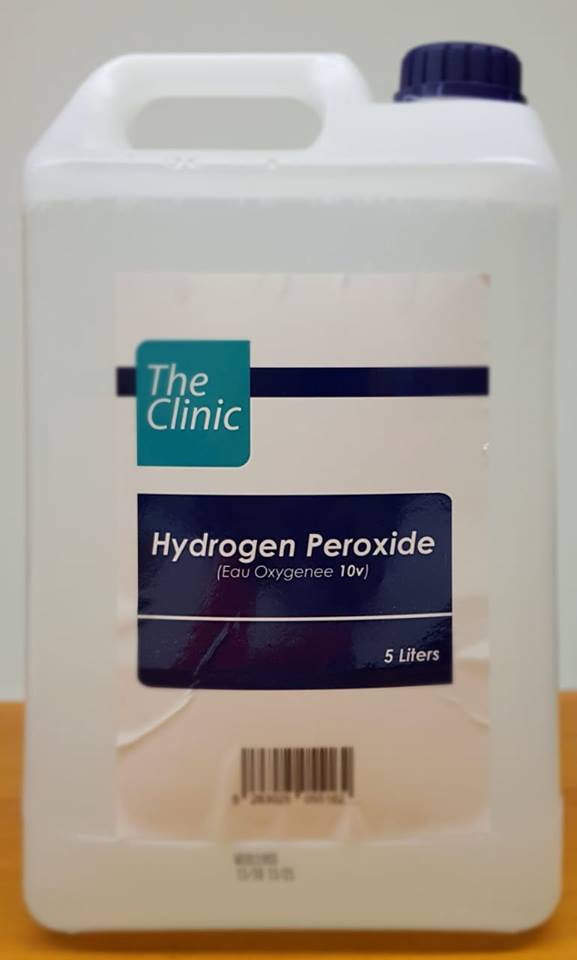 The
Clinic
Hydrogen Peroxide
(Eau Oxygenee 10v)
5 Liters